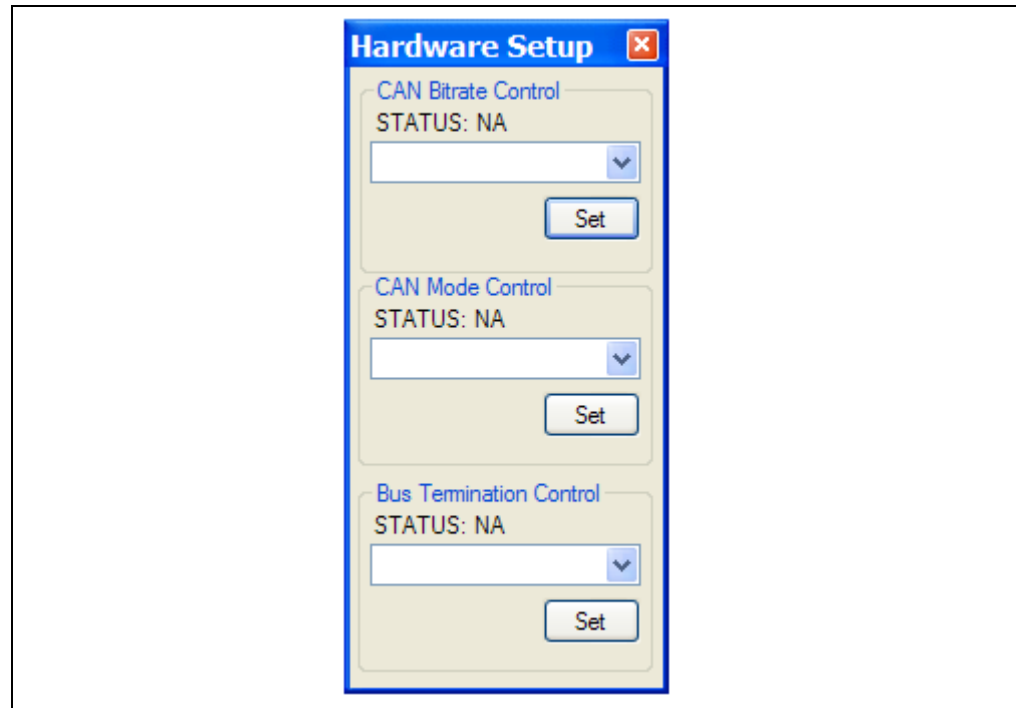 Hardware Setup
CAN Bitrate Control
STATUS: NA
Set
CAN Mode Control
STATUS: NA
Set
Bus Termination Control
STATUS: NA
Set